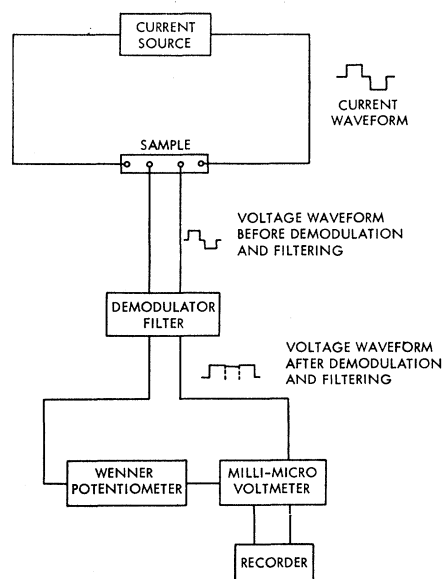 CURRENT
SOURCE
CURRENT
WAVEFORM
SAMPLE
VOLTAGE WAVEFORM
BEFORE DEMODULATION
AND FILTERING
DEMODULATOR
FILTER
VOLTAGE WAVEFORM
AFTER DEMODULATION
AND FILTERING
WENNER
POTENTIOMETER
MILLI-MICRO
VOLTMETER
RECORDER